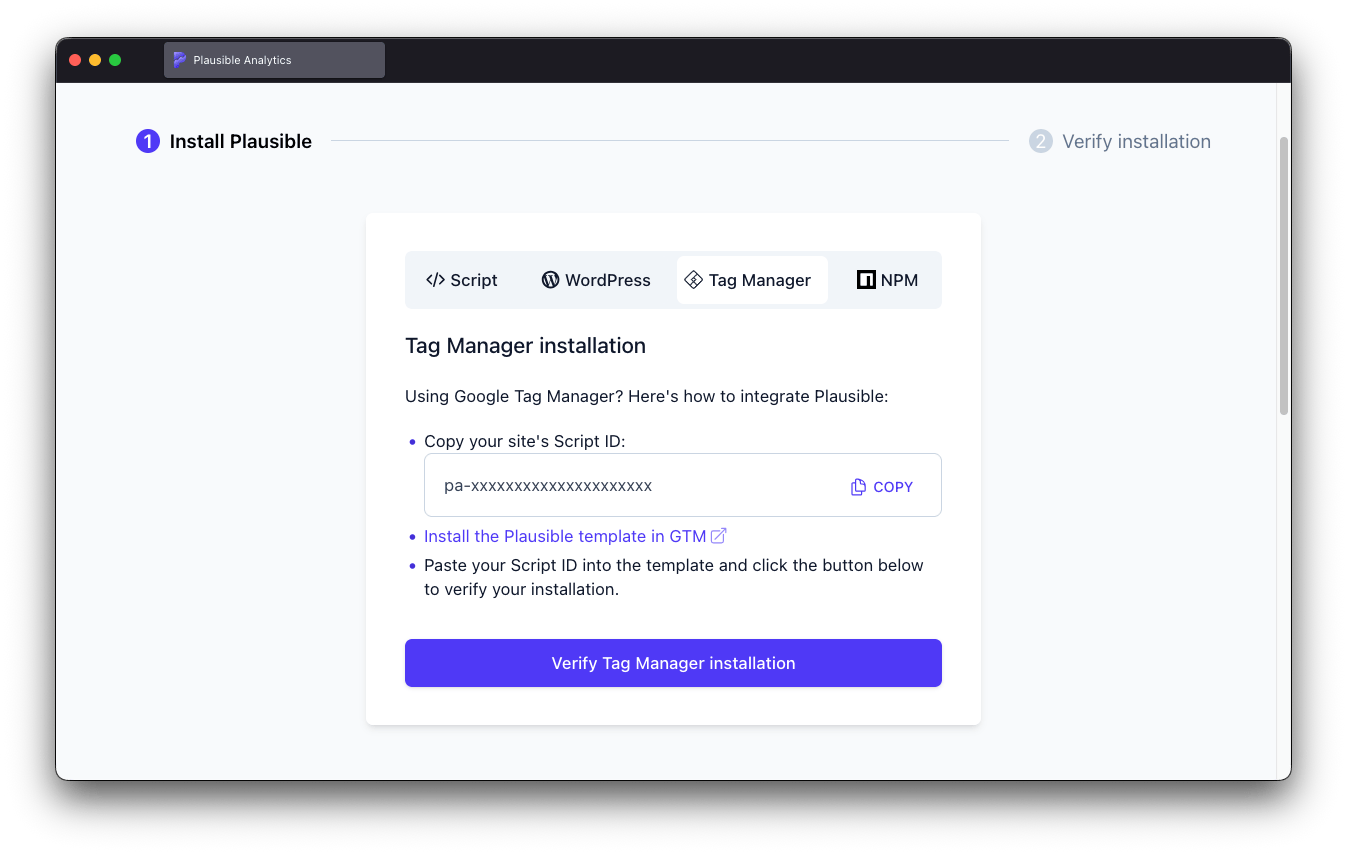 Plausible Analytics
1 Install Plausible
2 Verify installation
</> Script
WordPress
Tag Manager
NPM
Tag Manager installation
Using Google Tag Manager? Here's how to integrate Plausible:
• Copy your site's Script ID:
pa-xxxxxxxxxxxxxxxxxxxxx
COPY
• Install the Plausible template in GTM
• Paste your Script ID into the template and click the button below
to verify your installation.
Verify Tag Manager installation